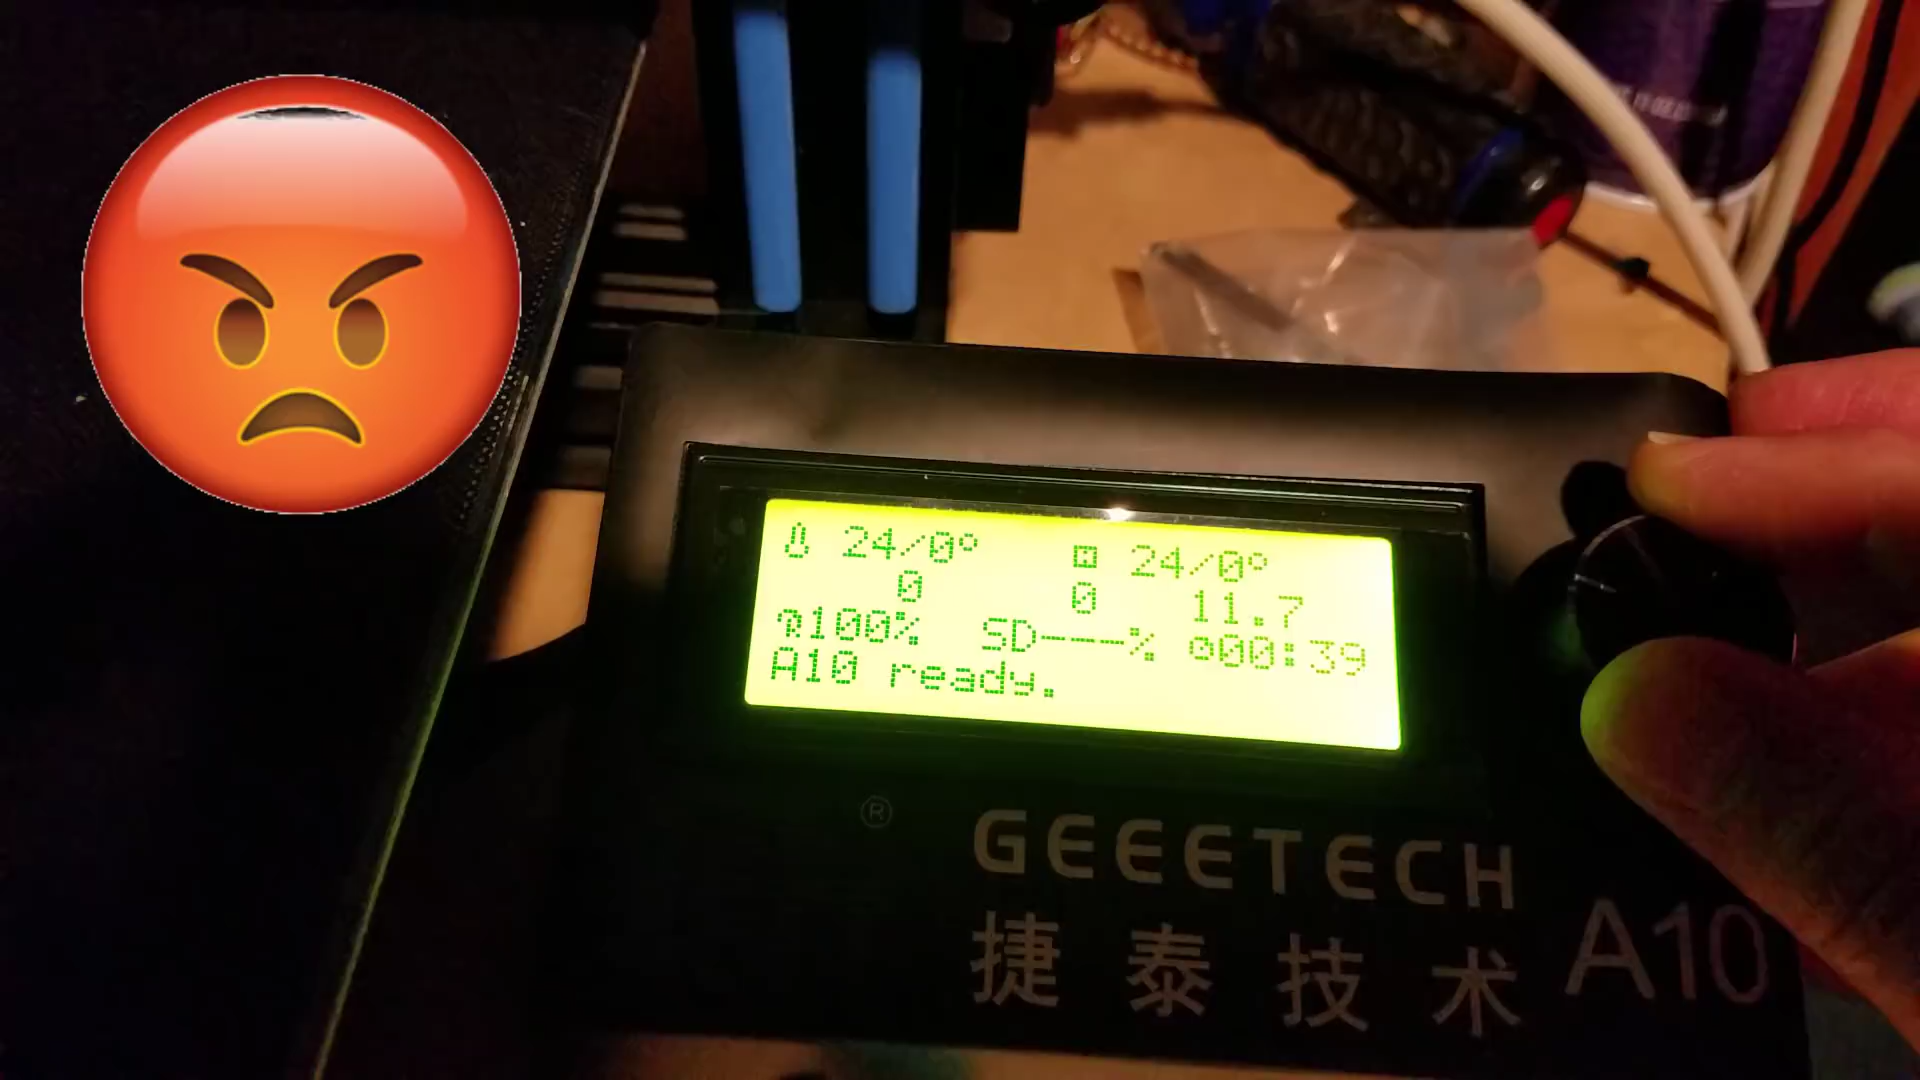 24/0° 24/0°
0 0 11.7
100% SD---% 00:39
A10 ready.
®
GEEETECH
捷泰技术 A10